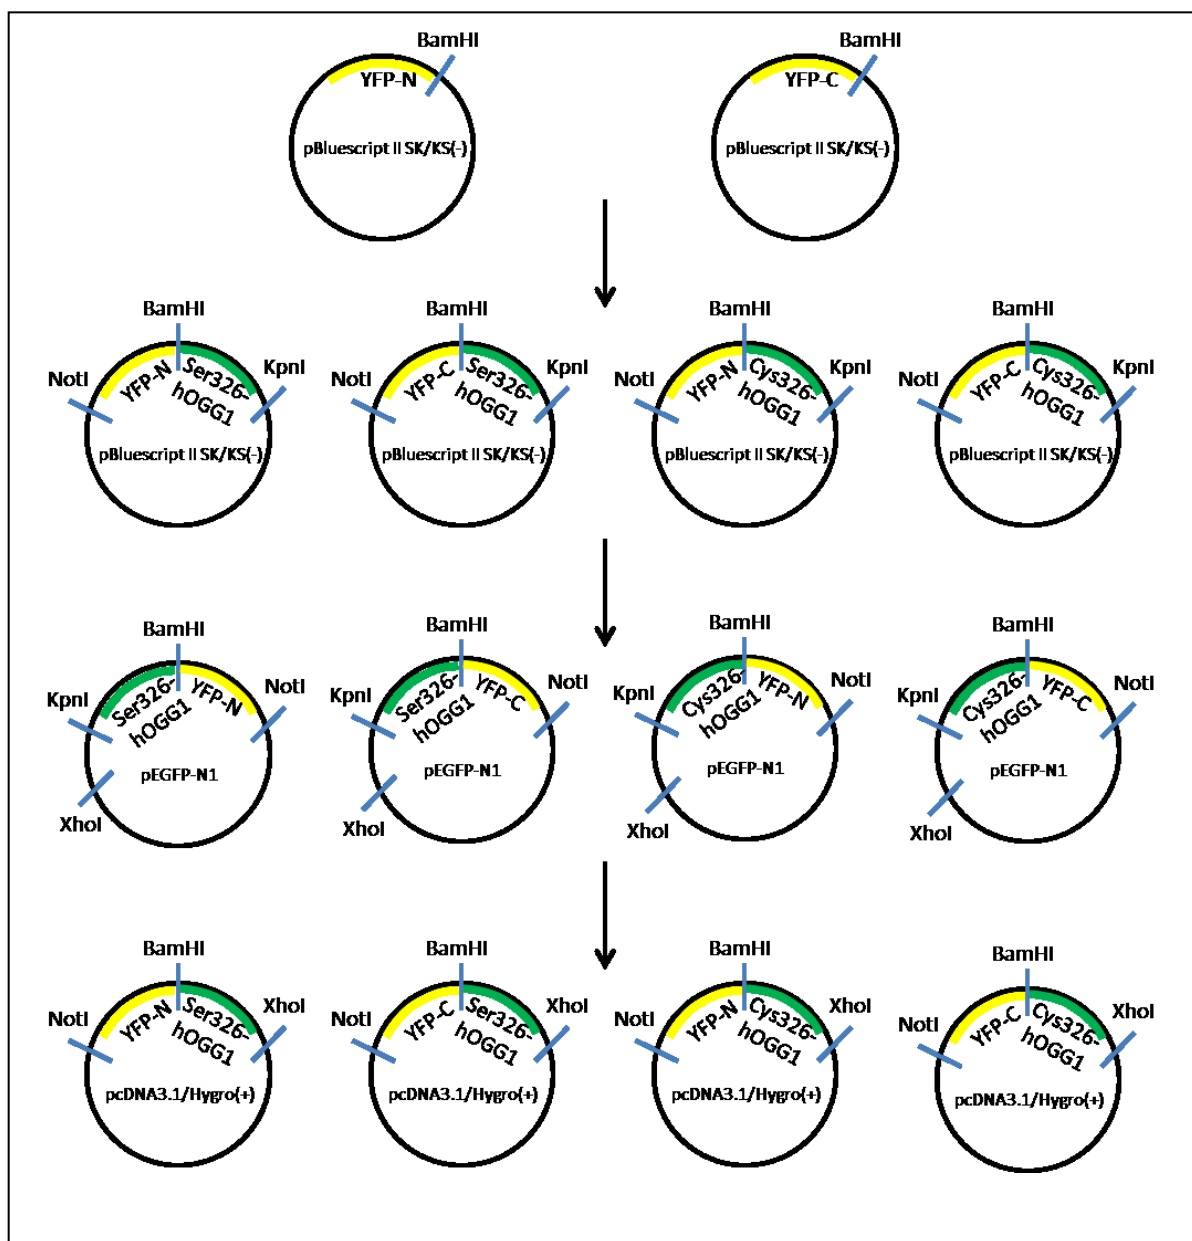 BamHI
YFP-N
pBluescript II SK/KS(-)
BamHI
YFP-C
pBluescript II SK/KS(-)
BamHI
NotI
KpnI
YFP-N
Ser326-
hOGG1
pBluescript II SK/KS(-)
BamHI
NotI
KpnI
YFP-C
Ser326-
hOGG1
pBluescript II SK/KS(-)
BamHI
NotI
KpnI
YFP-N
Cys326-
hOGG1
pBluescript II SK/KS(-)
BamHI
NotI
KpnI
YFP-C
Cys326-
hOGG1
pBluescript II SK/KS(-)
BamHI
KpnI
NotI
Ser326-
hOGG1
YFP-N
pEGFP-N1
XhoI
BamHI
KpnI
NotI
Ser326-
hOGG1
YFP-C
pEGFP-N1
XhoI
BamHI
KpnI
NotI
Cys326-
hOGG1
YFP-N
pEGFP-N1
XhoI
BamHI
KpnI
NotI
Cys326-
hOGG1
YFP-C
pEGFP-N1
XhoI
BamHI
NotI
XhoI
YFP-N
Ser326-
hOGG1
pcDNA3.1/Hygro(+)
BamHI
NotI
XhoI
YFP-C
Ser326-
hOGG1
pcDNA3.1/Hygro(+)
BamHI
NotI
XhoI
YFP-N
Cys326-
hOGG1
pcDNA3.1/Hygro(+)
BamHI
NotI
XhoI
YFP-C
Cys326-
hOGG1
pcDNA3.1/Hygro(+)